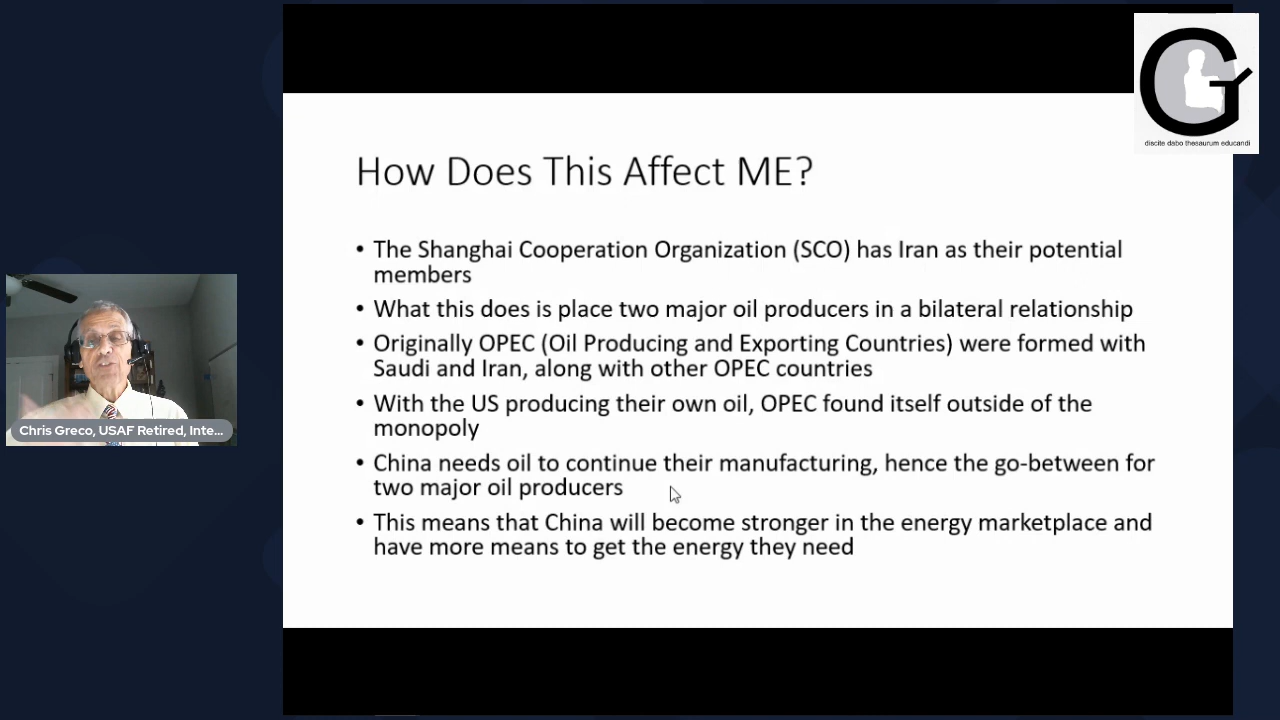 discite dabo thesaurum educandi
How Does This Affect ME?
• The Shanghai Cooperation Organization (SCO) has Iran as their potential
members
• What this does is place two major oil producers in a bilateral relationship
• Originally OPEC (Oil Producing and Exporting Countries) were formed with
Saudi and Iran, along with other OPEC countries
• With the US producing their own oil, OPEC found itself outside of the
monopoly
• China needs oil to continue their manufacturing, hence the go-between for
two major oil producers
• This means that China will become stronger in the energy marketplace and
have more means to get the energy they need
Chris Greco, USAF Retired, Inte...